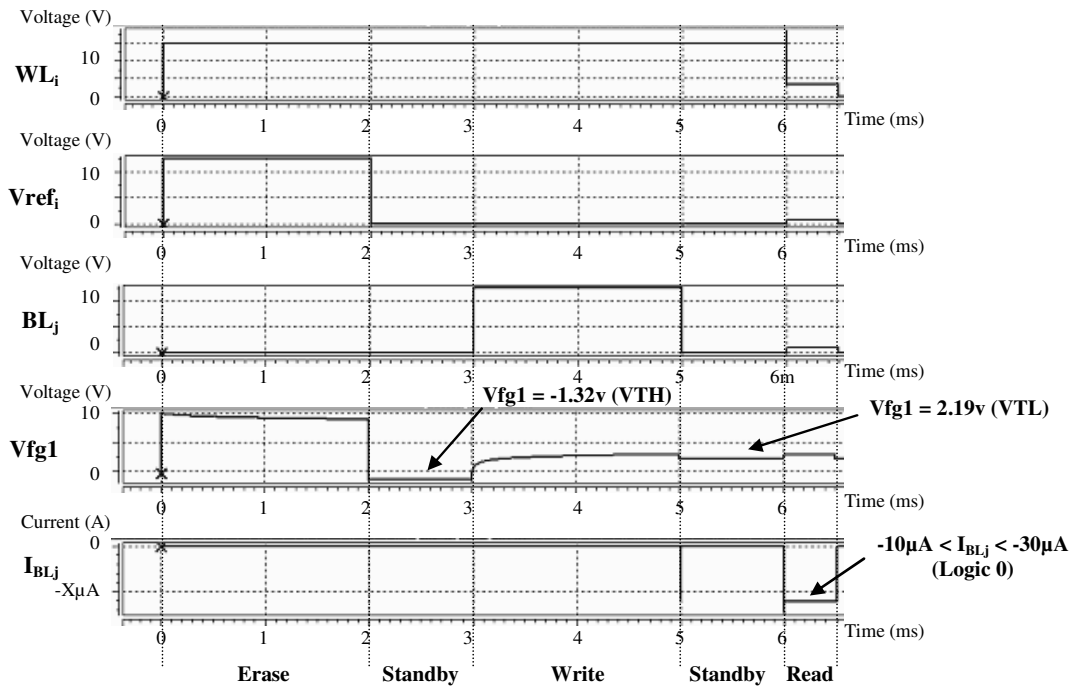 Voltage (V)
10
WLi
0
0 1 2 3 4 5 6 Time (ms)
Voltage (V)
10
Vrefi
0
0 1 2 3 4 5 6 Time (ms)
Voltage (V)
10
BLj
0
0 1 2 3 4 5 6m Time (ms)
Voltage (V)
Vfg1 = -1.32v (VTH)
Vfg1 = 2.19v (VTL)
10
Vfg1
0
0 1 2 3 4 5 6 Time (ms)
Current (A)
0
IBLj
-XµA
-10µA < IBLj < -30µA
(Logic 0)
0 1 2 3 4 5 6 Time (ms)
Erase Standby Write Standby Read